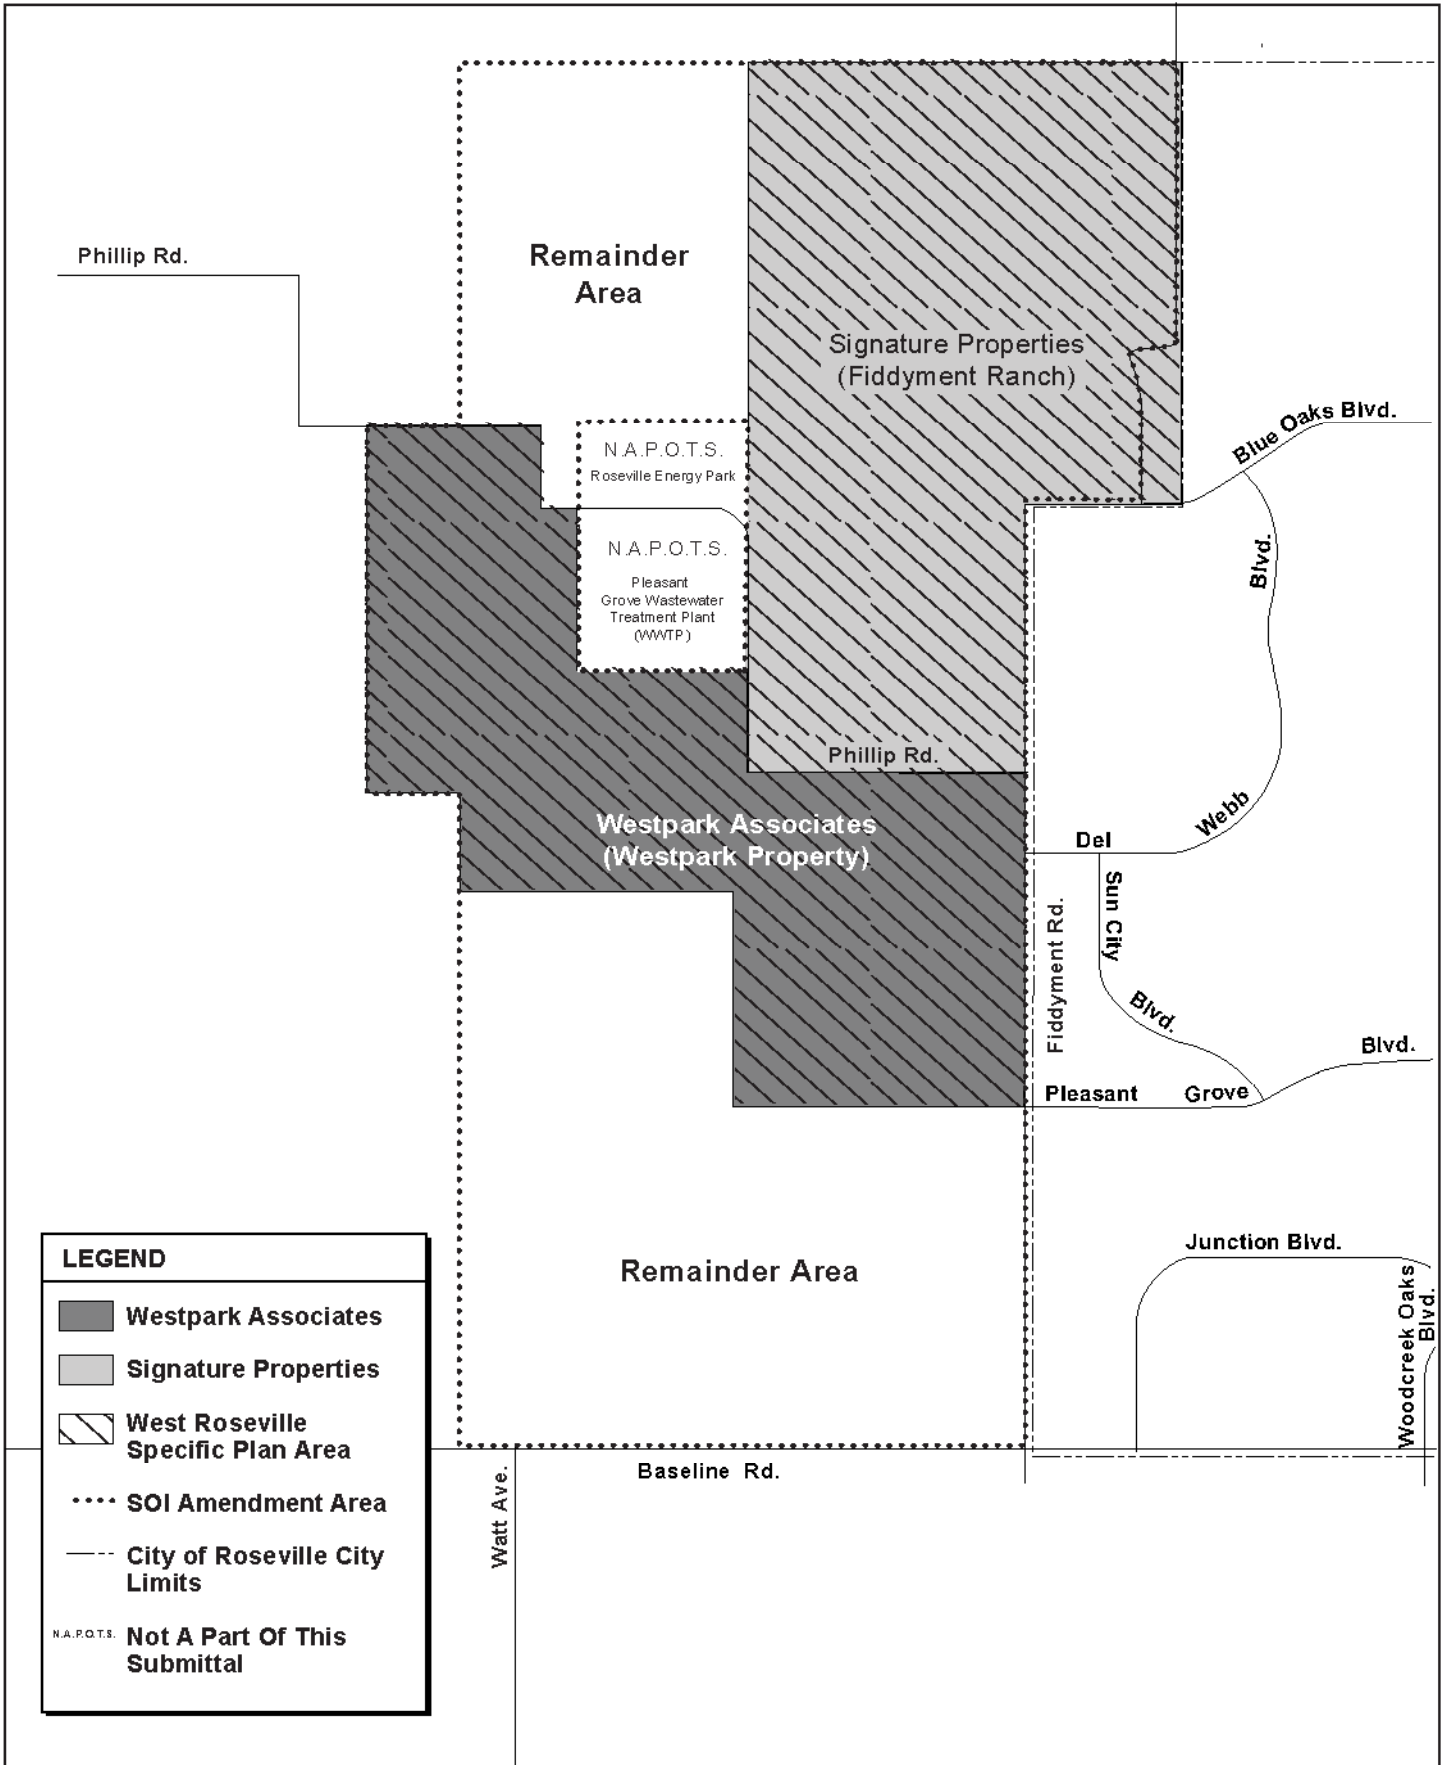 Phillip Rd.
Remainder
Area
Signature Properties
(Fiddyment Ranch)
Blue Oaks Blvd.
N.A.P.O.T.S.
Roseville Energy Park
N.A.P.O.T.S.
Pleasant
Grove Wastewater
Treatment Plant
(WWTP)
Blvd.
Phillip Rd.
Westpark Associates
(Westpark Property)
Webb
Del
Sun City
Fiddyment Rd.
Blvd.
Blvd.
Pleasant Grove
Remainder Area
Junction Blvd.
Woodcreek Oaks
Blvd.
Baseline Rd.
Watt Ave.
LEGEND
Westpark Associates
Signature Properties
West Roseville
Specific Plan Area
SOI Amendment Area
City of Roseville City
Limits
N.A.P.O.T.S. Not A Part Of This
Submittal